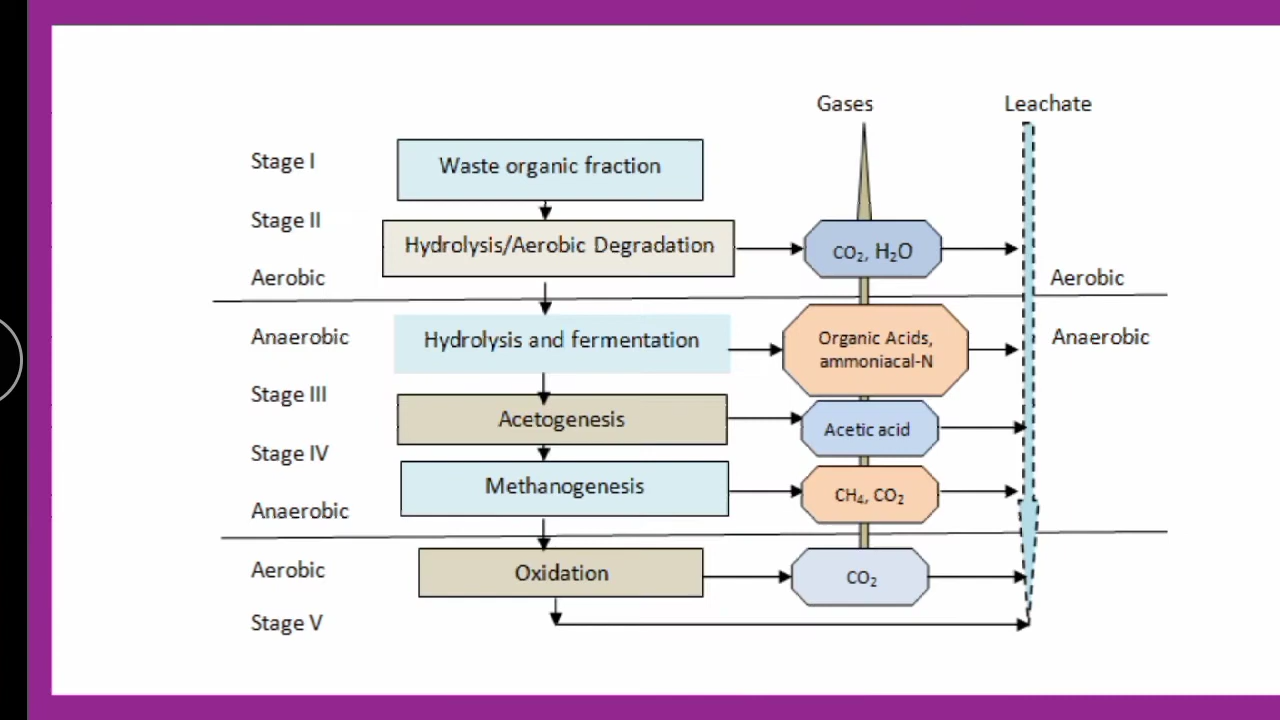 Gases
Leachate
Stage I
Waste organic fraction
Stage II
Hydrolysis/Aerobic Degradation
CO₂, H₂O
Aerobic
Aerobic
Anaerobic
Hydrolysis and fermentation
Organic Acids,
ammoniacal-N
Anaerobic
Stage III
Acetogenesis
Acetic acid
Stage IV
Methanogenesis
CH₄, CO₂
Anaerobic
Aerobic
Oxidation
CO₂
Stage V